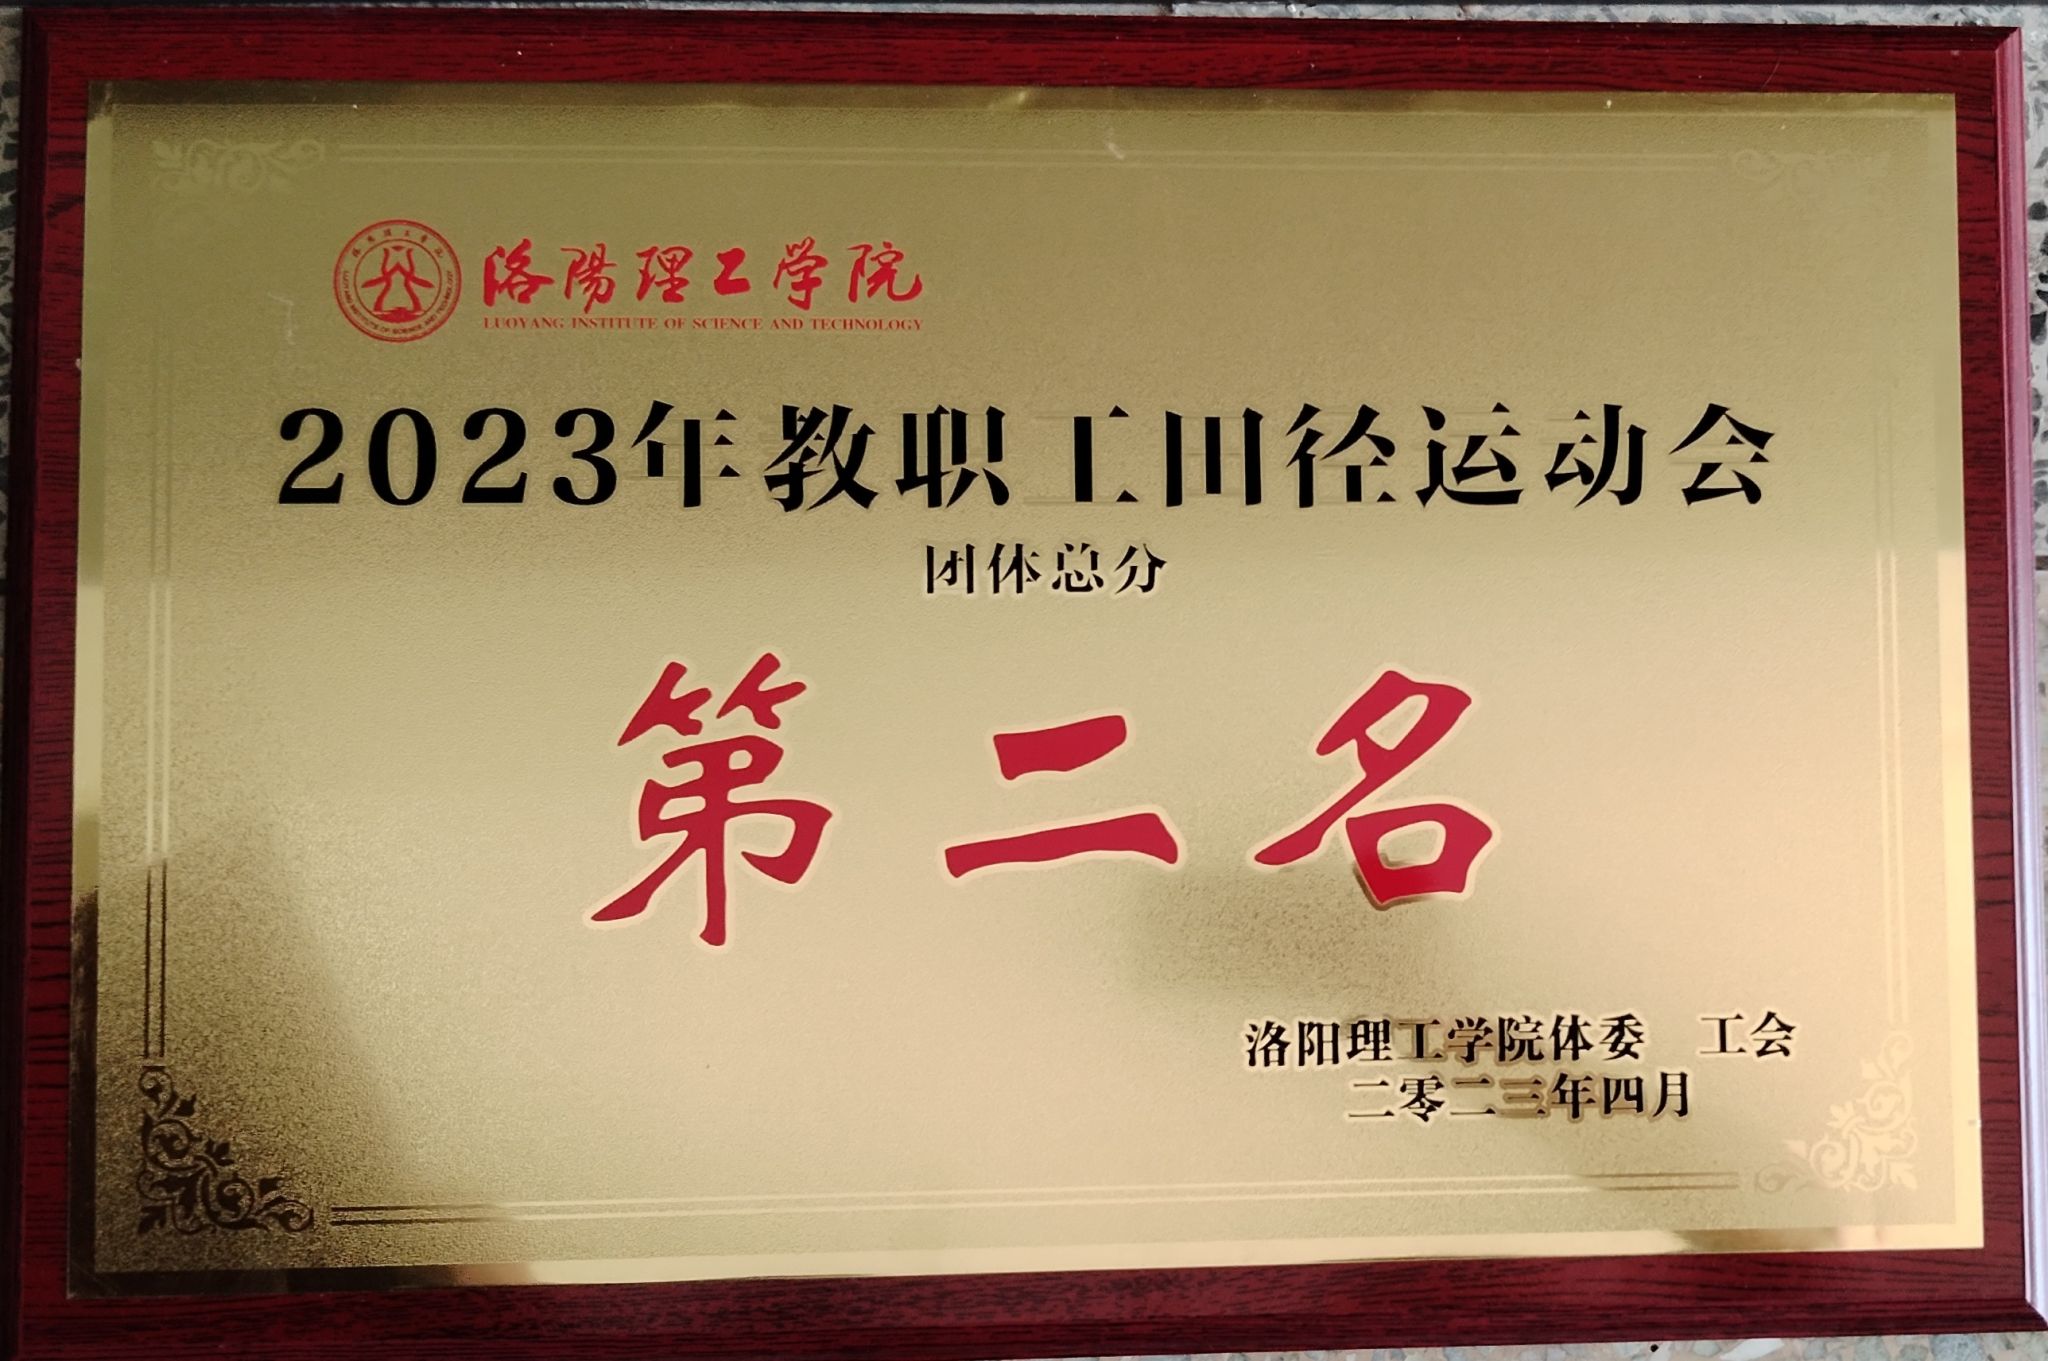 洛陽理工学院
LUOYANG INSTITUTE OF SCIENCE AND TECHNOLOGY
2023年教职工田径运动会
团体总分
第二名
洛阳理工学院体委 工会
二零二三年四月